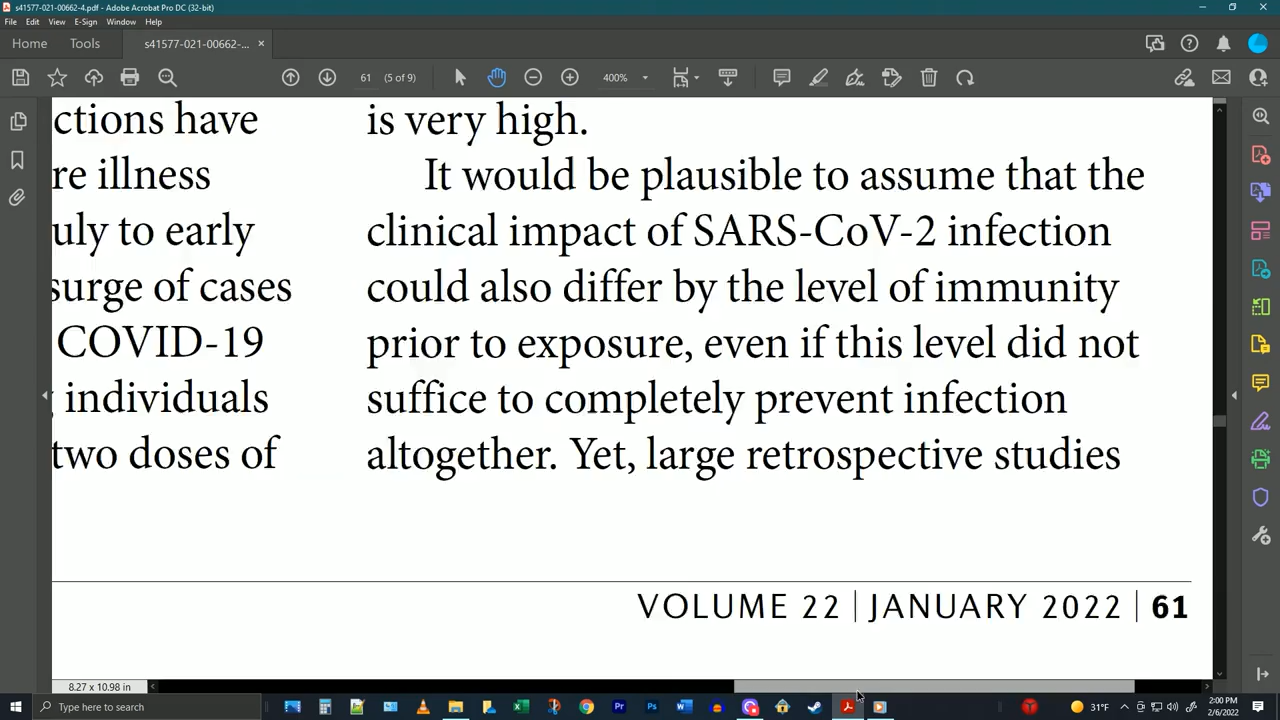 s41577-021-00662-4.pdf - Adobe Acrobat Pro DC (32-bit)
File Edit View E-Sign Window Help
Home Tools s41577-021-00662-... ×
61 (5 of 9) 400%
ctions have
re illness
uly to early
surge of cases
COVID-19
individuals
two doses of
is very high.
It would be plausible to assume that the
clinical impact of SARS-CoV-2 infection
could also differ by the level of immunity
prior to exposure, even if this level did not
suffice to completely prevent infection
altogether. Yet, large retrospective studies
VOLUME 22 | JANUARY 2022 | 61
8.27 x 10.98 in
Type here to search
31°F
2:00 PM
2/6/2022